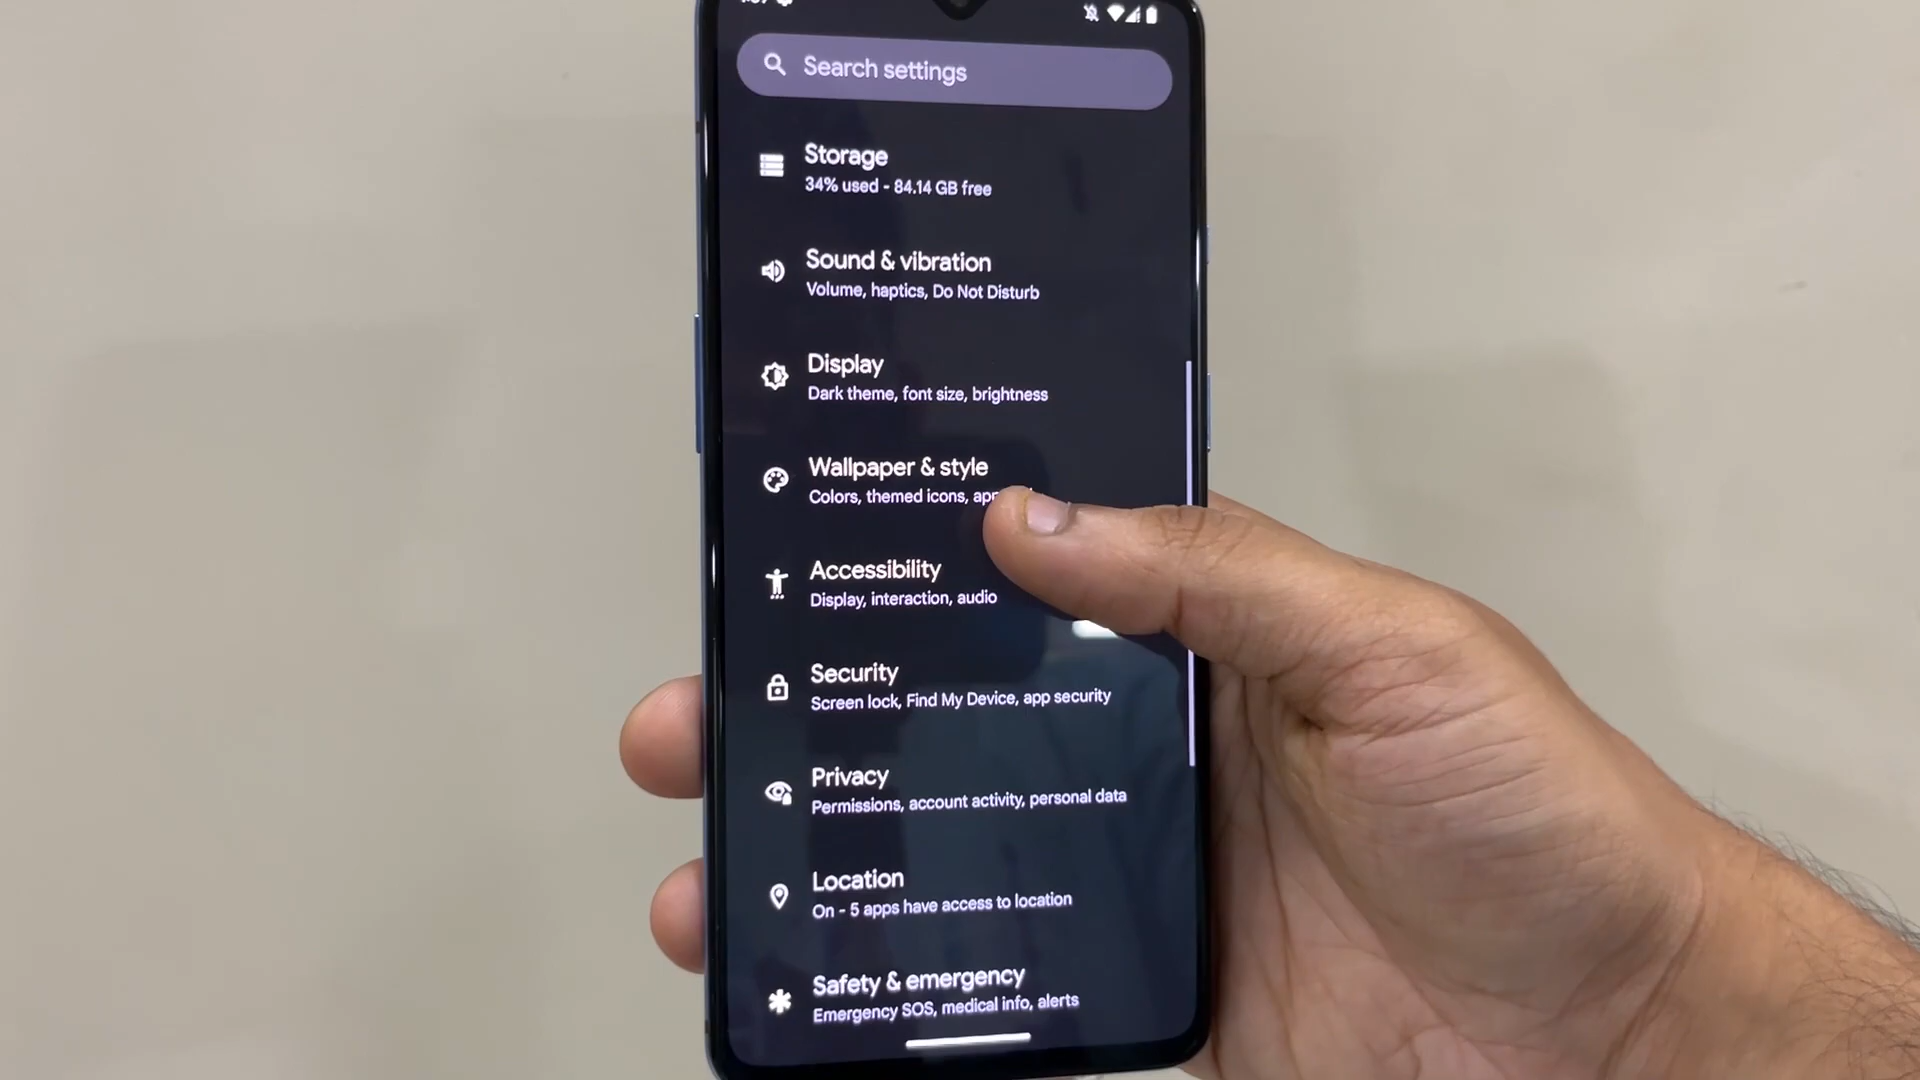 Search settings
Storage
34% used - 84.14 GB free
Sound & vibration
Volume, haptics, Do Not Disturb
Display
Dark theme, font size, brightness
Wallpaper & style
Colors, themed icons,
Accessibility
Display, interaction, audio
Security
Screen lock, Find My Device, app security
Privacy
Permissions, account activity, personal data
Location
On - 5 apps have access to location
Safety & emergency
Emergency SOS, medical info, alerts